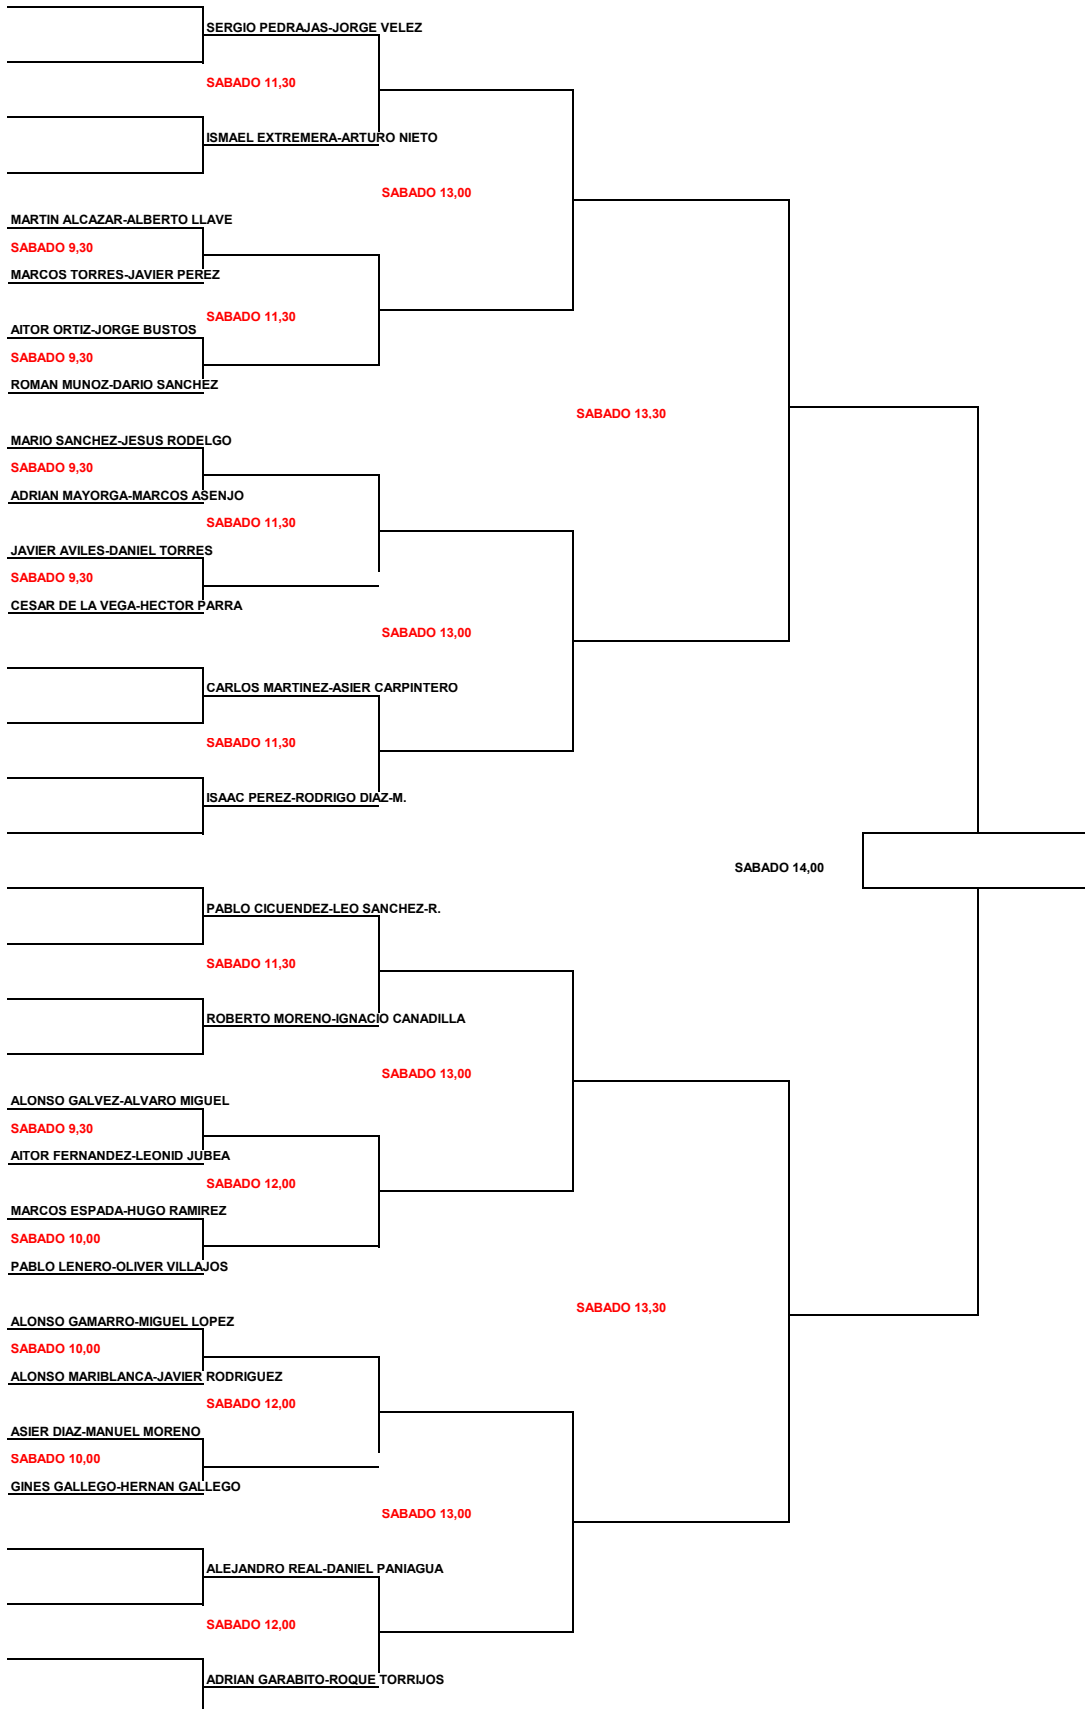 SERGIO PEDRAJAS-JORGE VELEZ
SABADO 11,30
ISMAEL EXTREMERA-ARTURO NIETO
SABADO 13,00
MARTIN ALCAZAR-ALBERTO LLAVE
SABADO 9,30
MARCOS TORRES-JAVIER PEREZ
SABADO 11,30
AITOR ORTIZ-JORGE BUSTOS
SABADO 9,30
ROMAN MUNOZ-DARIO SANCHEZ
SABADO 13,30
MARIO SANCHEZ-JESUS RODELGO
SABADO 9,30
ADRIAN MAYORGA-MARCOS ASENJO
SABADO 11,30
JAVIER AVILES-DANIEL TORRES
SABADO 9,30
CESAR DE LA VEGA-HECTOR PARRA
SABADO 13,00
CARLOS MARTINEZ-ASIER CARPINTERO
SABADO 11,30
ISAAC PEREZ-RODRIGO DIAZ-M.
SABADO 14,00
PABLO CICUENDEZ-LEO SANCHEZ-R.
SABADO 11,30
ROBERTO MORENO-IGNACIO CANADILLA
SABADO 13,00
ALONSO GALVEZ-ALVARO MIGUEL
SABADO 9,30
AITOR FERNANDEZ-LEONID JUBEA
SABADO 12,00
MARCOS ESPADA-HUGO RAMIREZ
SABADO 10,00
PABLO LENERO-OLIVER VILLAJOS
SABADO 13,30
ALONSO GAMARRO-MIGUEL LOPEZ
SABADO 10,00
ALONSO MARIBLANCA-JAVIER RODRIGUEZ
SABADO 12,00
ASIER DIAZ-MANUEL MORENO
SABADO 10,00
GINES GALLEGO-HERNAN GALLEGO
SABADO 13,00
ALEJANDRO REAL-DANIEL PANIAGUA
SABADO 12,00
ADRIAN GARABITO-ROQUE TORRIJOS